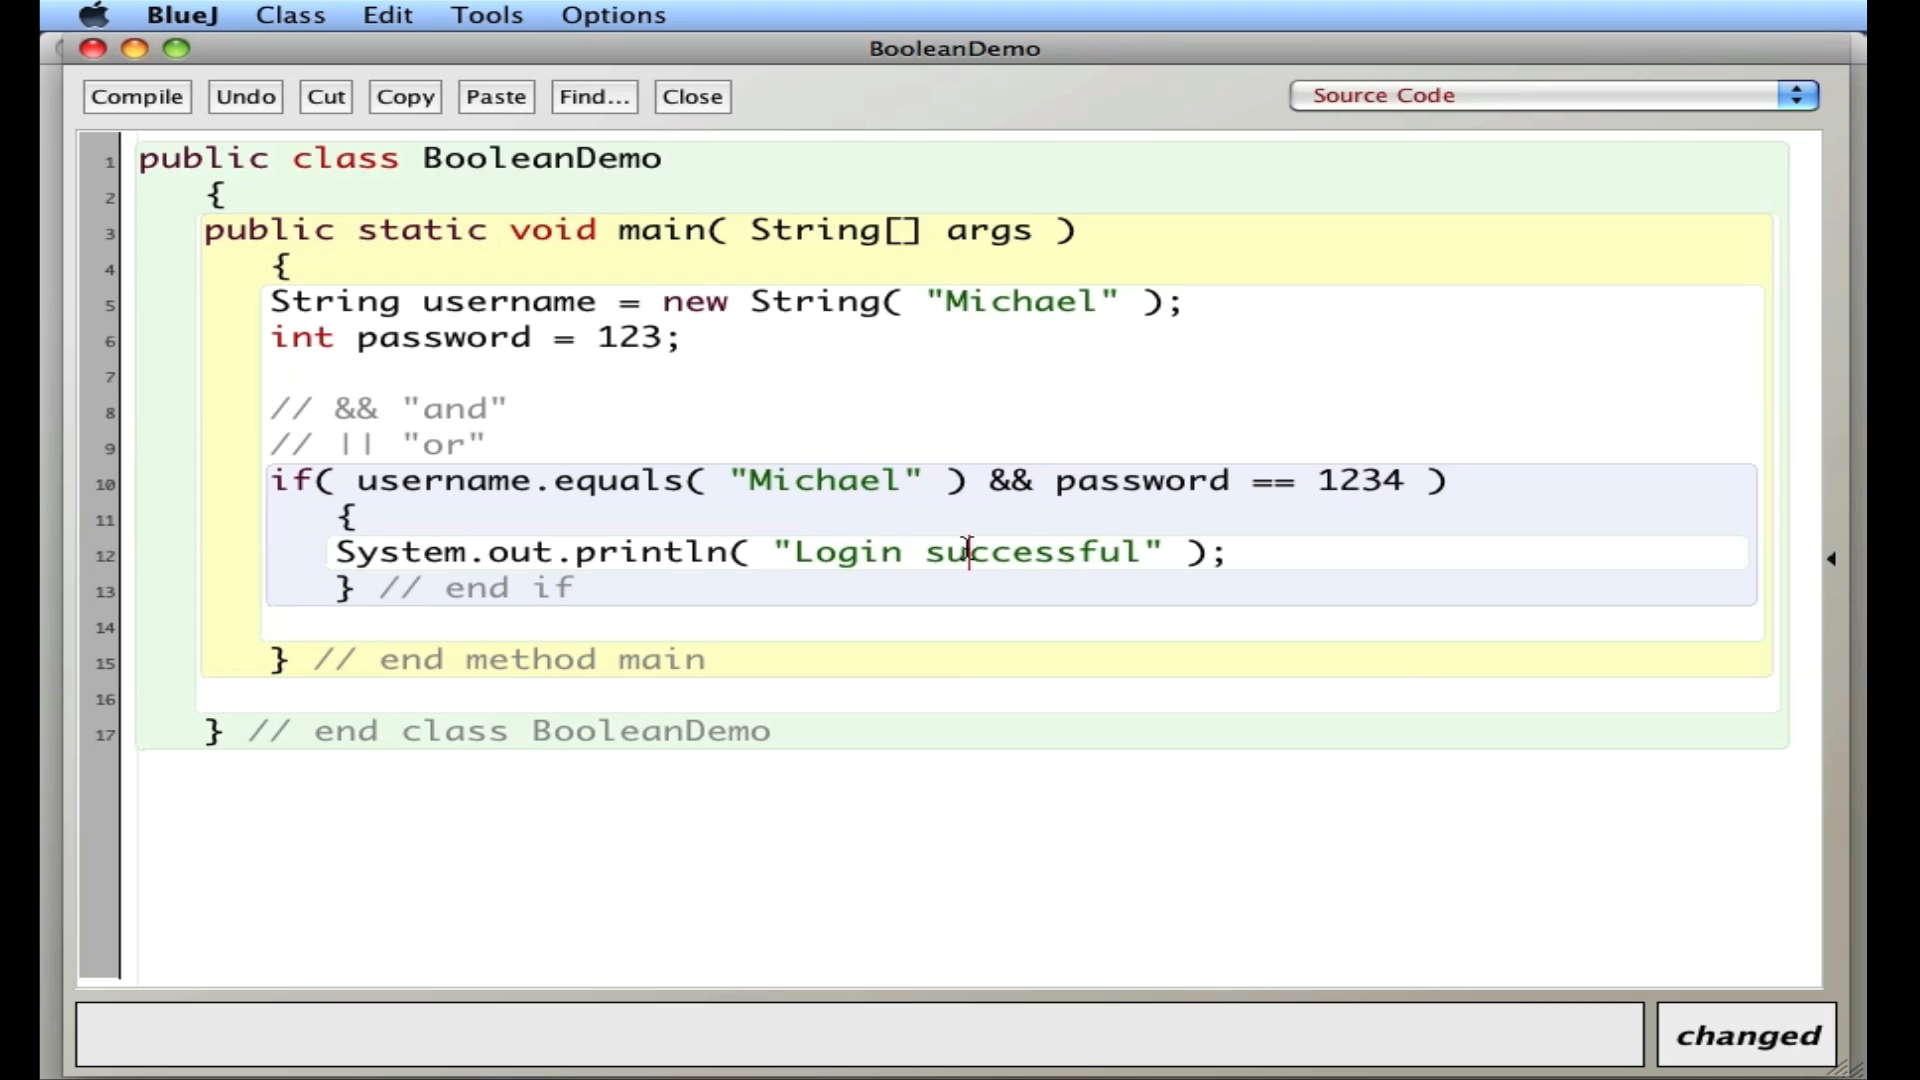 BlueJ Class Edit Tools Options
BooleanDemo
Compile Undo Cut Copy Paste Find... Close Source Code
1 public class BooleanDemo
2 {
3 public static void main( String[] args )
4 {
5 String username = new String( "Michael" );
6 int password = 123;
7
8 // && "and"
9 // || "or"
10 if( username.equals( "Michael" ) && password == 1234 )
11 {
12 System.out.println( "Login successful" );
13 } // end if
14
15 } // end method main
16
17 } // end class BooleanDemo
changed